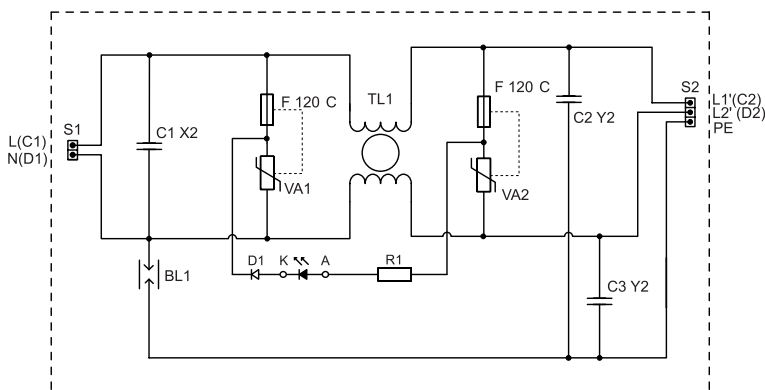 F 120 C
TL1
F 120 C
S2
L1'(C2)
L2' (D2)
PE
S1
L(C1)
N(D1)
C1 X2
C2 Y2
VA1
VA2
D1
K
A
R1
BL1
C3 Y2